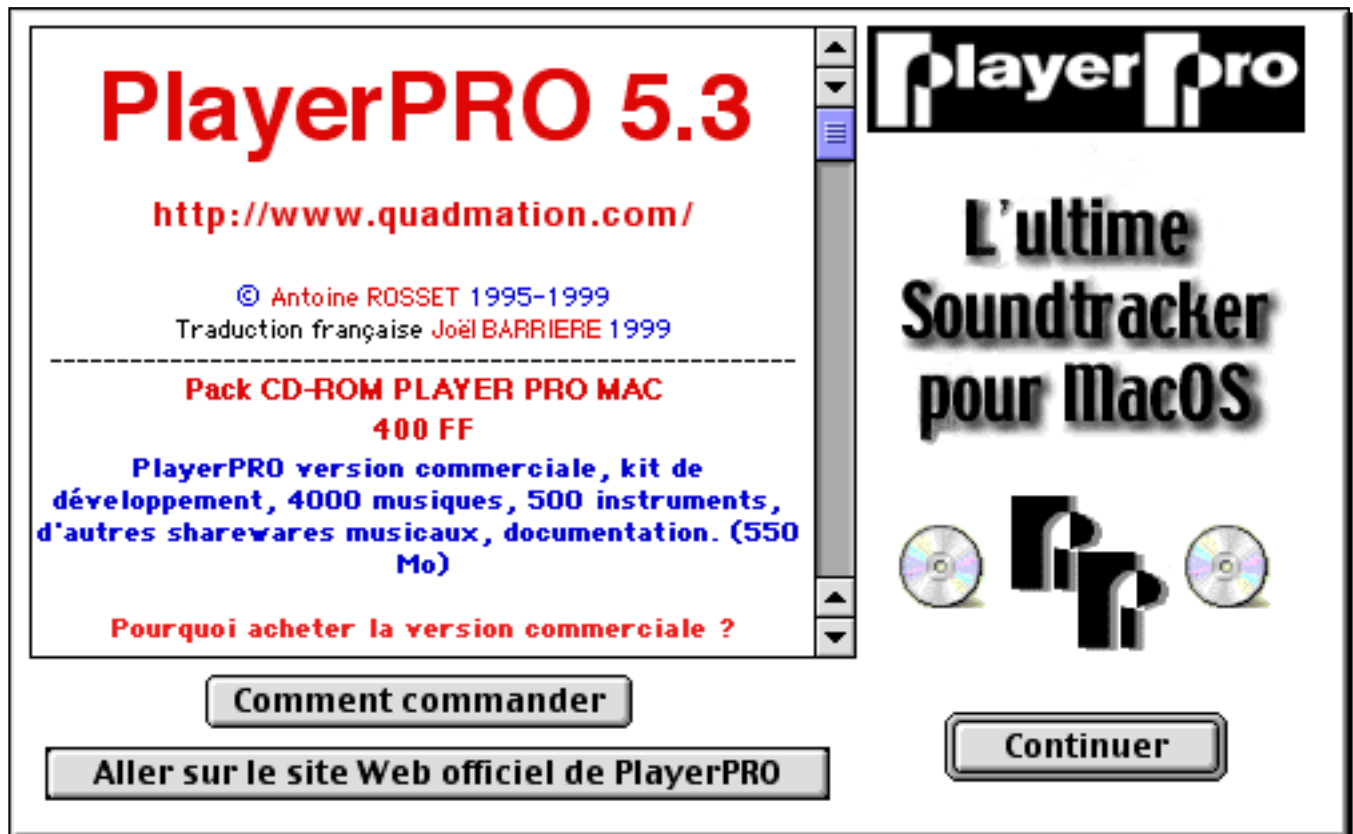 PlayerPRO 5.3
http://www.quadmation.com/
© Antoine ROSSET 1995-1999
Traduction française Joël BARRIERE 1999
--------------------------------------------------------
Pack CD-ROM PLAYER PRO MAC
400 FF
PlayerPRO version commerciale, kit de
développement, 4000 musiques, 500 instruments,
d'autres sharewares musicaux, documentation. (550
Mo)
Pourquoi acheter la version commerciale ?
Comment commander
Aller sur le site Web officiel de PlayerPRO
player pro
L'ultime
Soundtracker
pour MacOS
Continuer